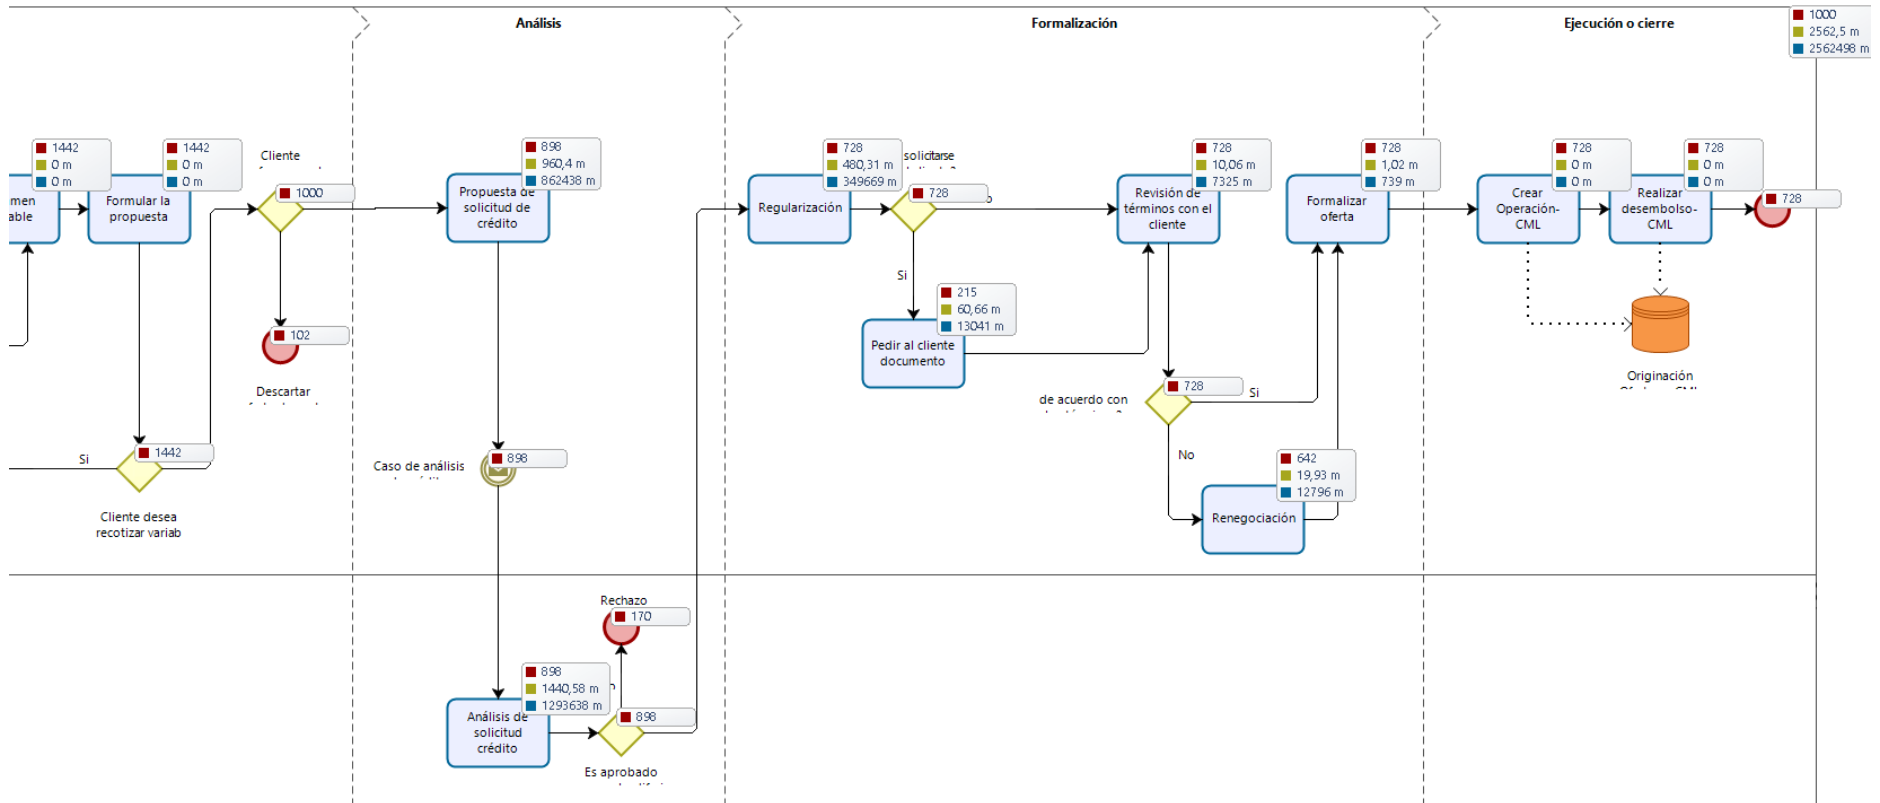 Análisis
Formalización
Ejecución o cierre
1000
2562,5 m
2562498 m
1442
0 m
0 m
1442
0 m
0 m
Cliente
898
960,4 m
862438 m
728
480,31 m
349669 m
solicitarse
728
10,06 m
7325 m
728
1,02 m
739 m
728
0 m
0 m
728
0 m
0 m
Formular la
propuesta
1000
Propuesta de
solicitud de
crédito
Regularización
728
Revisión de
términos con el
cliente
Formalizar
oferta
Crear
Operación-
CML
Realizar
desembolso-
CML
728
Si
215
60,66 m
13041 m
102
Pedir al cliente
documento
Descartar
Originación
728
de acuerdo con
Si
Si
1442
Caso de análisis
898
No
642
19,93 m
12796 m
Renegociación
Cliente desea
recotizar variab
Rechazo
170
898
1440,58 m
1293638 m
Análisis de
solicitud
crédito
898
Es aprobado